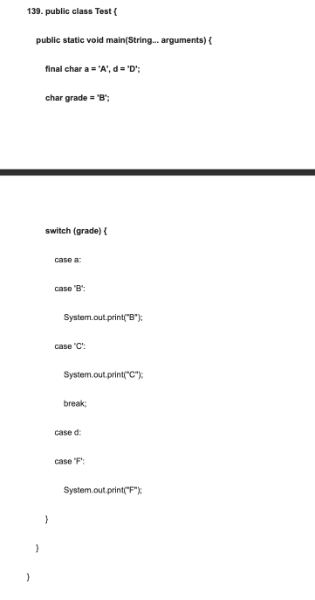 139. public class Test {
public static void main(String... arguments) {
final char a = 'A', d = 'D';
char grade = 'B';
switch (grade) {
case a:
case 'B':
System.out.print("B");
case 'C':
System.out.print("C");
break;
case d:
case 'F':
System.out.print("F");
}
}
}